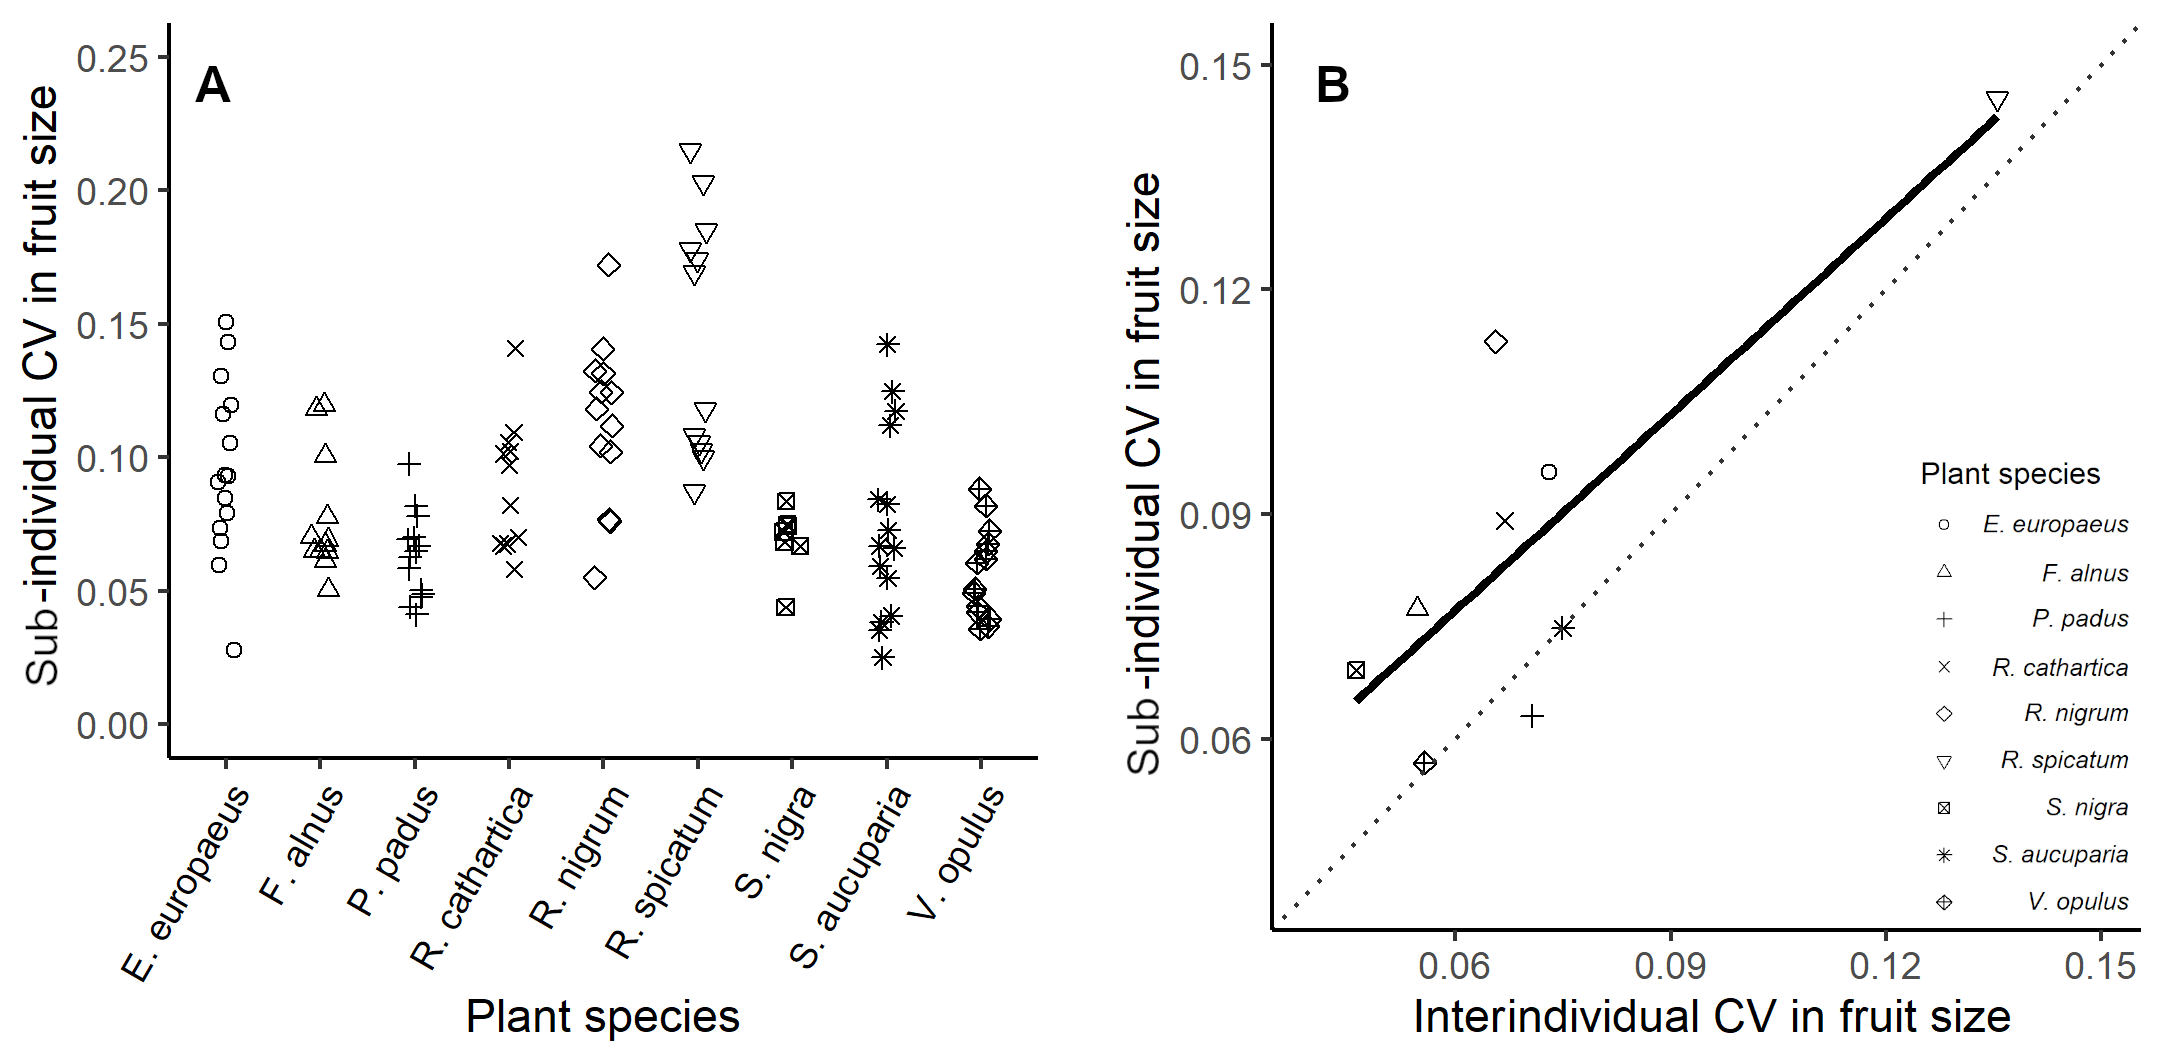 A
Sub-individual CV in fruit size
0.25
0.20
0.15
0.10
0.05
0.00
E. europaeus
F. alnus
P. padus
R. cathartica
R. nigrum
R. spicatum
S. nigra
S. aucuparia
V. opulus
Plant species
B
Sub-individual CV in fruit size
0.15
0.12
0.09
0.06
Plant species
E. europaeus
F. alnus
P. padus
R. cathartica
R. nigrum
R. spicatum
S. nigra
S. aucuparia
V. opulus
0.06
0.09
0.12
0.15
Interindividual CV in fruit size